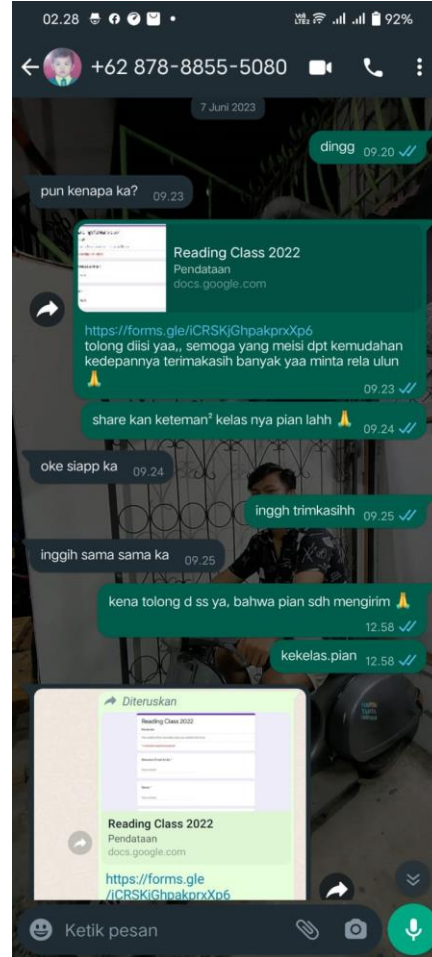 02.28
92%
+62 878-8855-5080
7 Juni 2023
dingg 09.20
pun kenapa ka? 09.23
Reading Class 2022
Pendataan
docs.google.com
https://forms.gle/iCRSKjGhpakprxXp6
tolong diisi yaa,, semoga yang meisi dpt kemudahan
kedepannya terimakasih banyak yaa minta rela ulun
🙏
09.23
share kan keteman² kelas nya pian lahh 🙏 09.24
oke siapp ka 09.24
inggh trimkasihh 09.25
inggih sama sama ka 09.25
kena tolong d ss ya, bahwa pian sdh mengirim 🙏
12.58
kekelas.pian 12.58
Diteruskan
Reading Class 2022
Reading Class 2022
Pendataan
docs.google.com
https://forms.gle
/iCRSKjGhpakprxXp6
Ketik pesan